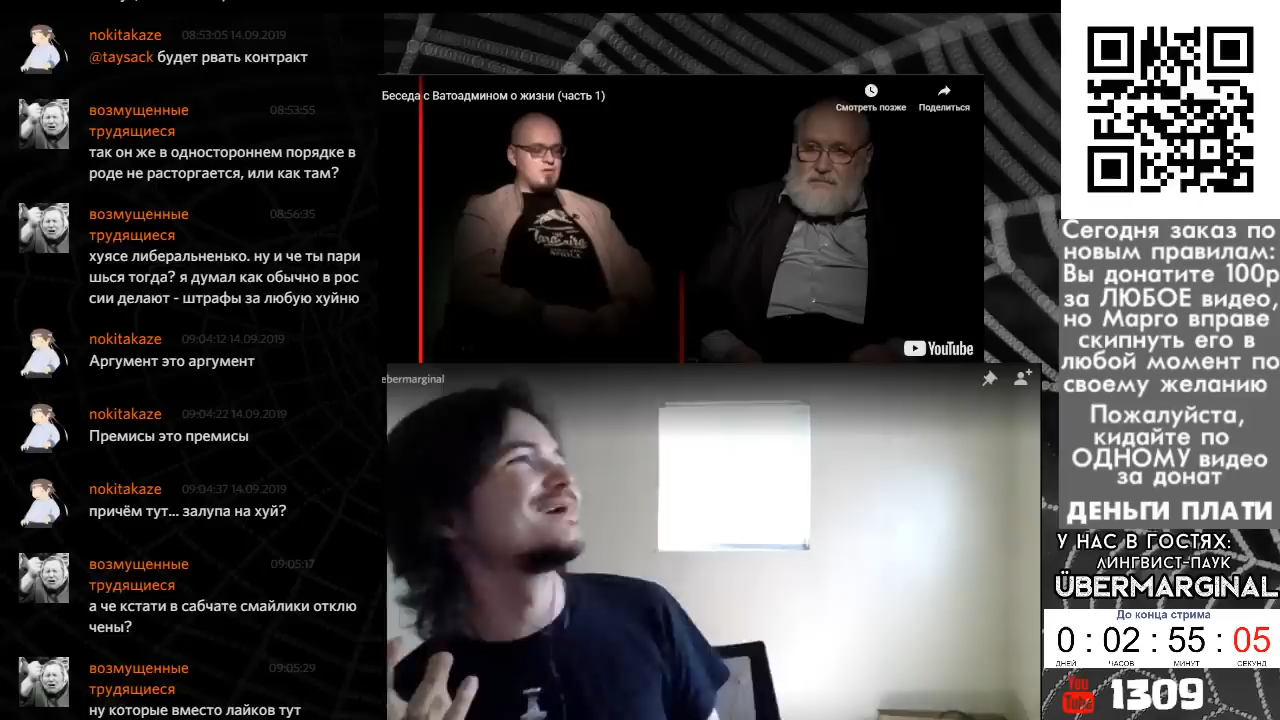 nokitakaze 08:53:05 14.09.2019
@taysack будет рвать контракт
возмущенные 08:53:55
трудящиеся
так он же в одностороннем порядке в
роде не расторгается, или как там?
возмущенные 08:56:35
трудящиеся
хуясе либеральненько. ну и че ты пари
шься тогда? я думал как обычно в рос
сии делают - штрафы за любую хуйню
nokitakaze 09:04:12 14.09.2019
Аргумент это аргумент
nokitakaze 09:04:22 14.09.2019
Премисы это премисы
nokitakaze 09:04:37 14.09.2019
причём тут... залупа на хуй?
возмущенные 09:05:17
трудящиеся
а че кстати в сабчате смайлики отклю
чены?
возмущенные 09:05:29
трудящиеся
ну которые вместо лайков тут
Беседа с Ватоадмином о жизни (часть 1)
Смотреть позже
Поделиться
YouTube
ebermarginal
Сегодня заказ по
новым правилам:
Вы донатите 100р
за ЛЮБОЕ видео,
но Марго вправе
скипнуть его в
любой момент по
своему желанию
Пожалуйста,
кидайте по
ОДНОМУ видео
за донат
ДЕНЬГИ ПЛАТИ
У НАС В ГОСТЯХ:
ЛИНГВИСТ-ПАУК
ÜBERMARGINAL
До конца стрима
0 : 02 : 55 : 05
ДНЕЙ ЧАСОВ МИНУТ СЕКУНД
You Tube 1309